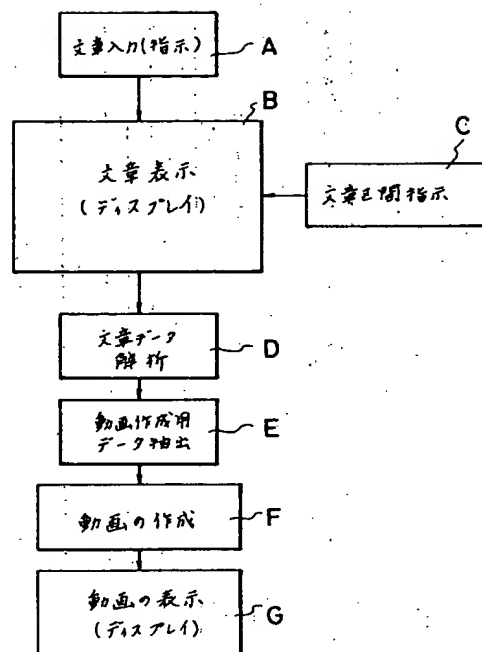 文章入力(指示)
A
B
文章表示
(ディスプレイ)
C
文章区間指示
文章データ
解析
D
動画作成用
データ抽出
E
動画の作成
F
動画の表示
(ディスプレイ)
G